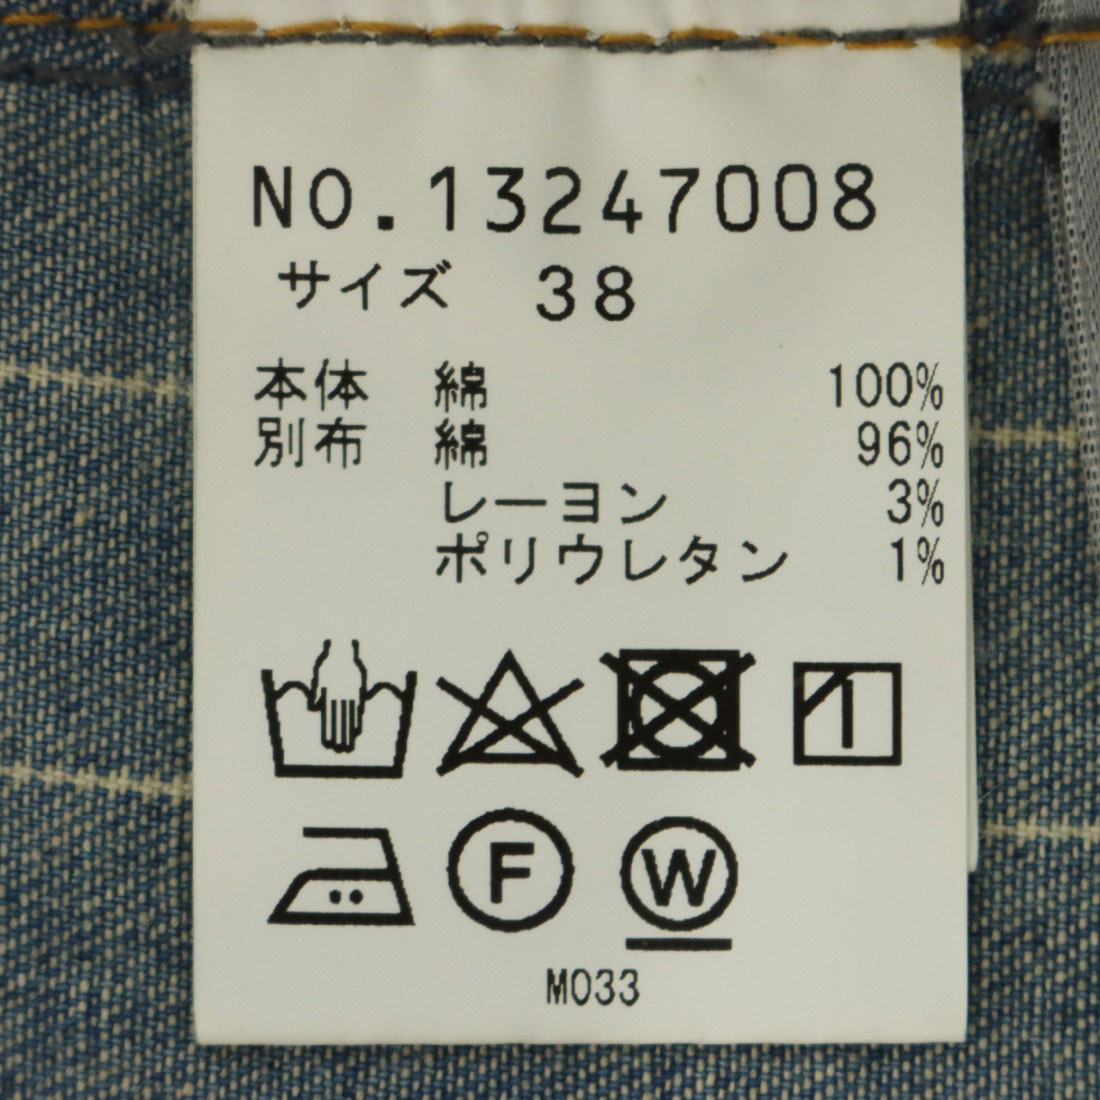 NO.13247008
サイズ 38
本体 綿 100%
別布 綿 96%
レーヨン 3%
ポリウレタン 1%
F W
M033